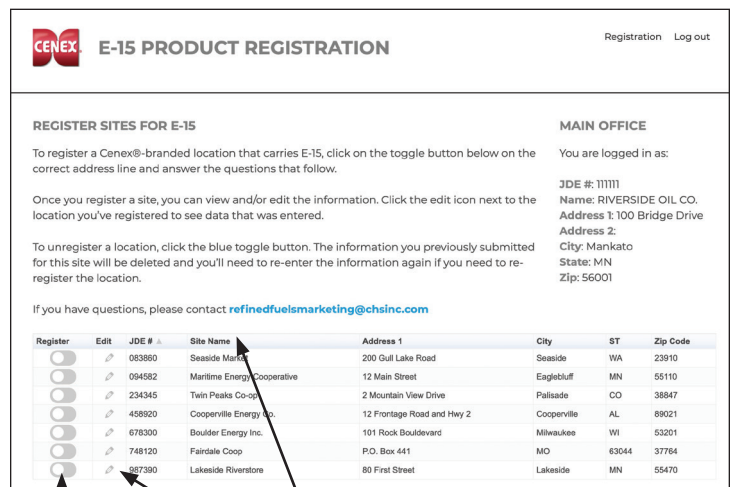 CENEX.
E-15 PRODUCT REGISTRATION
Registration Log out
REGISTER SITES FOR E-15
To register a Cenex®-branded location that carries E-15, click on the toggle button below on the
correct address line and answer the questions that follow.
Once you register a site, you can view and/or edit the information. Click the edit icon next to the
location you've registered to see data that was entered.
To unregister a location, click the blue toggle button. The information you previously submitted
for this site will be deleted and you'll need to re-enter the information again if you need to re-
register the location.
If you have questions, please contact refinedfuelsmarketing@chsinc.com
MAIN OFFICE
You are logged in as:
JDE #: 111111
Name: RIVERSIDE OIL CO.
Address 1: 100 Bridge Drive
Address 2:
City: Mankato
State: MN
Zip: 56001
Register Edit JDE # Site Name Address 1 City ST Zip Code
083860 Seaside Market 200 Gull Lake Road Seaside WA 23910
094582 Maritime Energy Cooperative 12 Main Street Eaglebluff MN 55110
234345 Twin Peaks Co-op 2 Mountain View Drive Palisade CO 38847
458920 Cooperville Energy Co. 12 Frontage Road and Hwy 2 Cooperville AL 89021
678300 Boulder Energy Inc. 101 Rock Bouldevard Milwaukee WI 53201
748120 Fairdale Coop P.O. Box 441 MO 63044 37764
987390 Lakeside Riverstore 80 First Street Lakeside MN 55470